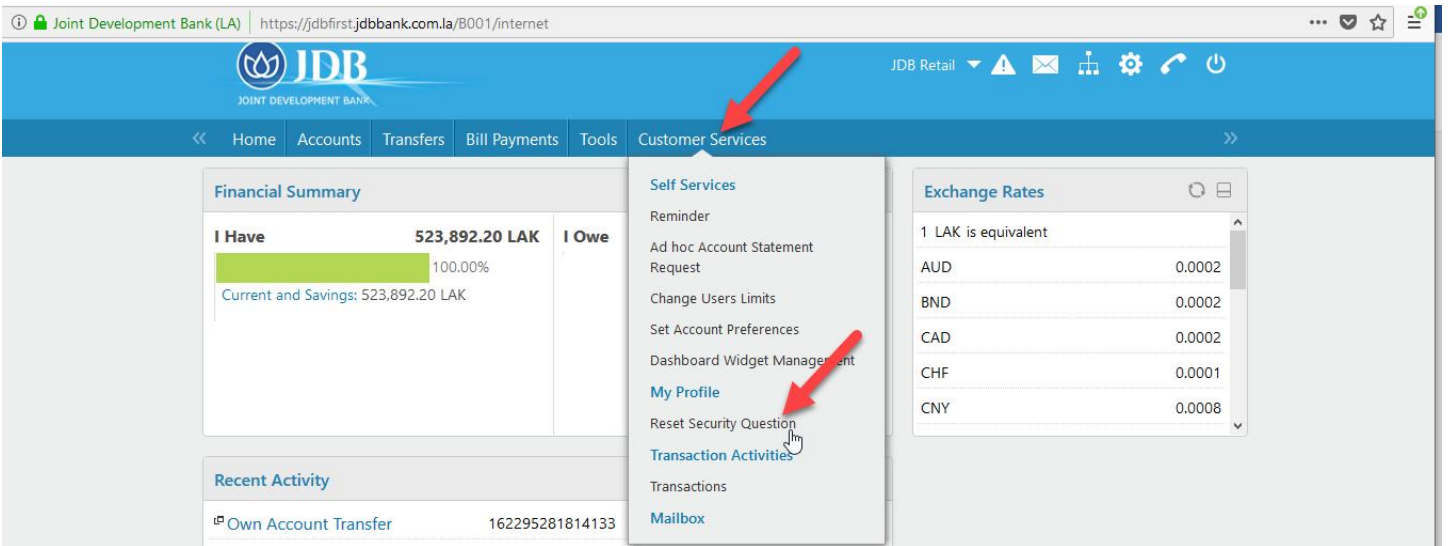 Joint Development Bank (LA) https://jdbfirst.jdbbank.com.la/B001/internet
JDB
JOINT DEVELOPMENT BANK
JDB Retail
Home Accounts Transfers Bill Payments Tools Customer Services
Financial Summary
I Have 523,892.20 LAK I Owe
100.00%
Current and Savings: 523,892.20 LAK
Self Services
Reminder
Ad hoc Account Statement
Request
Change Users Limits
Set Account Preferences
Dashboard Widget Management
My Profile
Reset Security Question
Transaction Activities
Transactions
Mailbox
Exchange Rates
1 LAK is equivalent
AUD 0.0002
BND 0.0002
CAD 0.0002
CHF 0.0001
CNY 0.0008
Recent Activity
Own Account Transfer 162295281814133